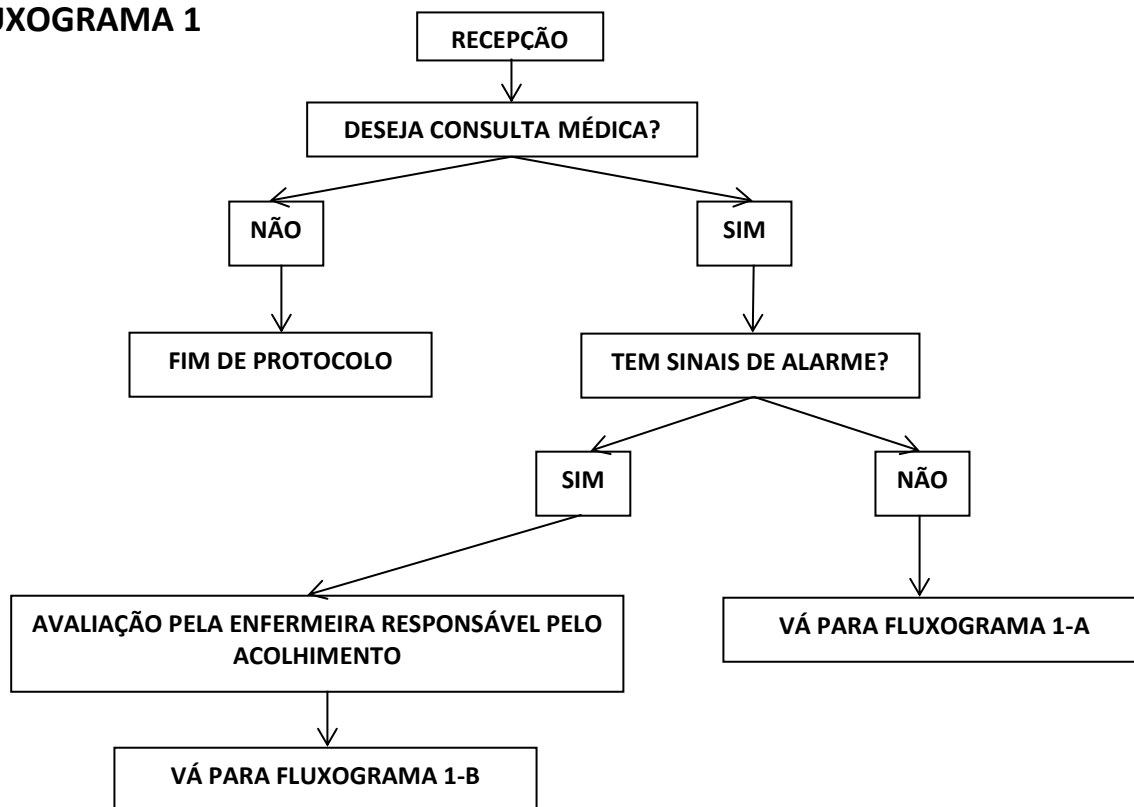 UXOGRAMA 1
RECEPÇÃO
DESEJA CONSULTA MÉDICA?
NÃO
SIM
FIM DE PROTOCOLO
TEM SINAIS DE ALARME?
SIM
NÃO
AVALIAÇÃO PELA ENFERMEIRA RESPONSÁVEL PELO
ACOLHIMENTO
VÁ PARA FLUXOGRAMA 1-A
VÁ PARA FLUXOGRAMA 1-B